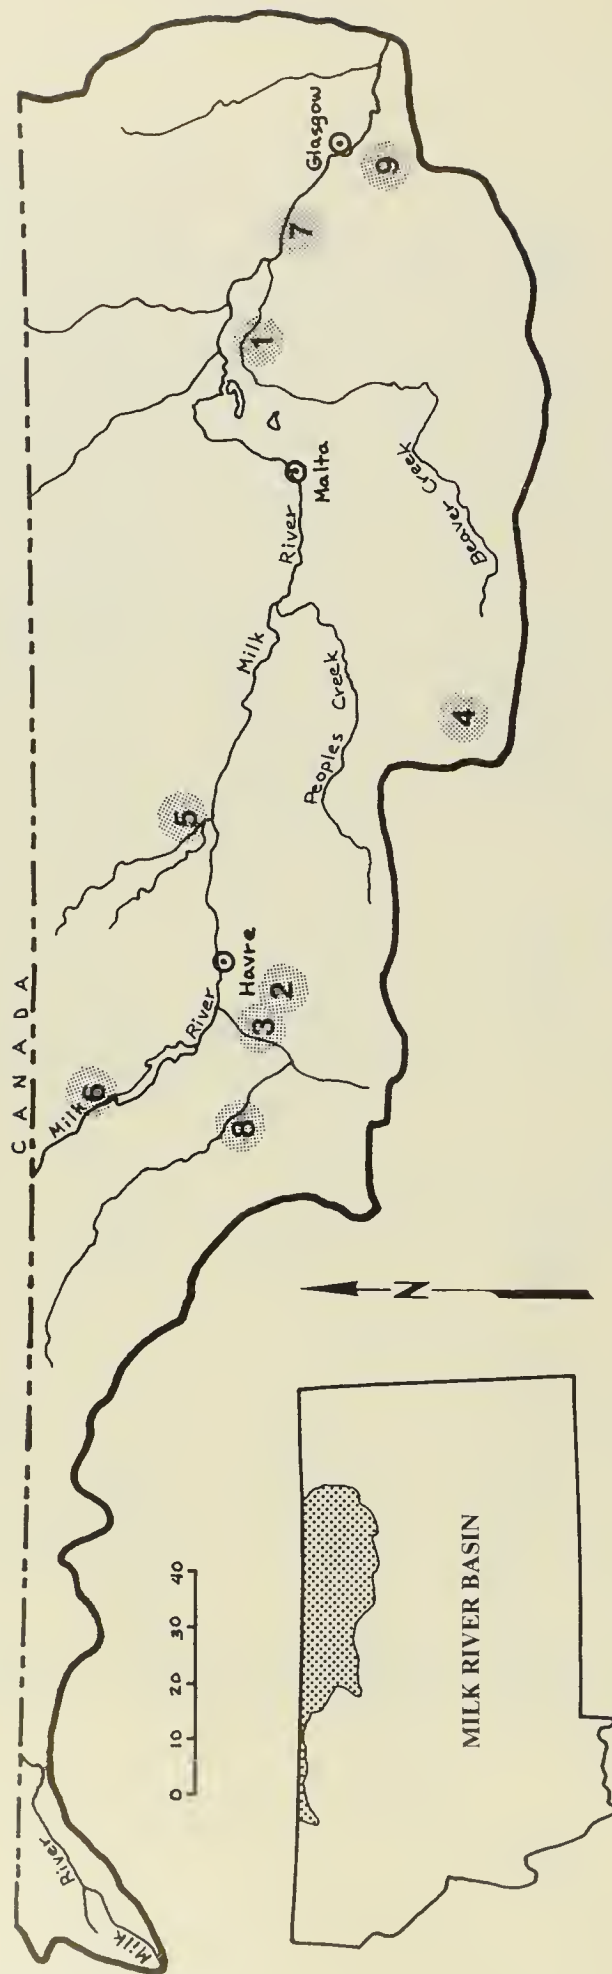 CANADA
Milk
River
Milk
6
River
8
3
2
Havre
5
Milk
River
Peoples Creek
4
Malta
Beaver Creek
1
7
Glasgow
9
0 10 20 30 40
N
MILK RIVER BASIN